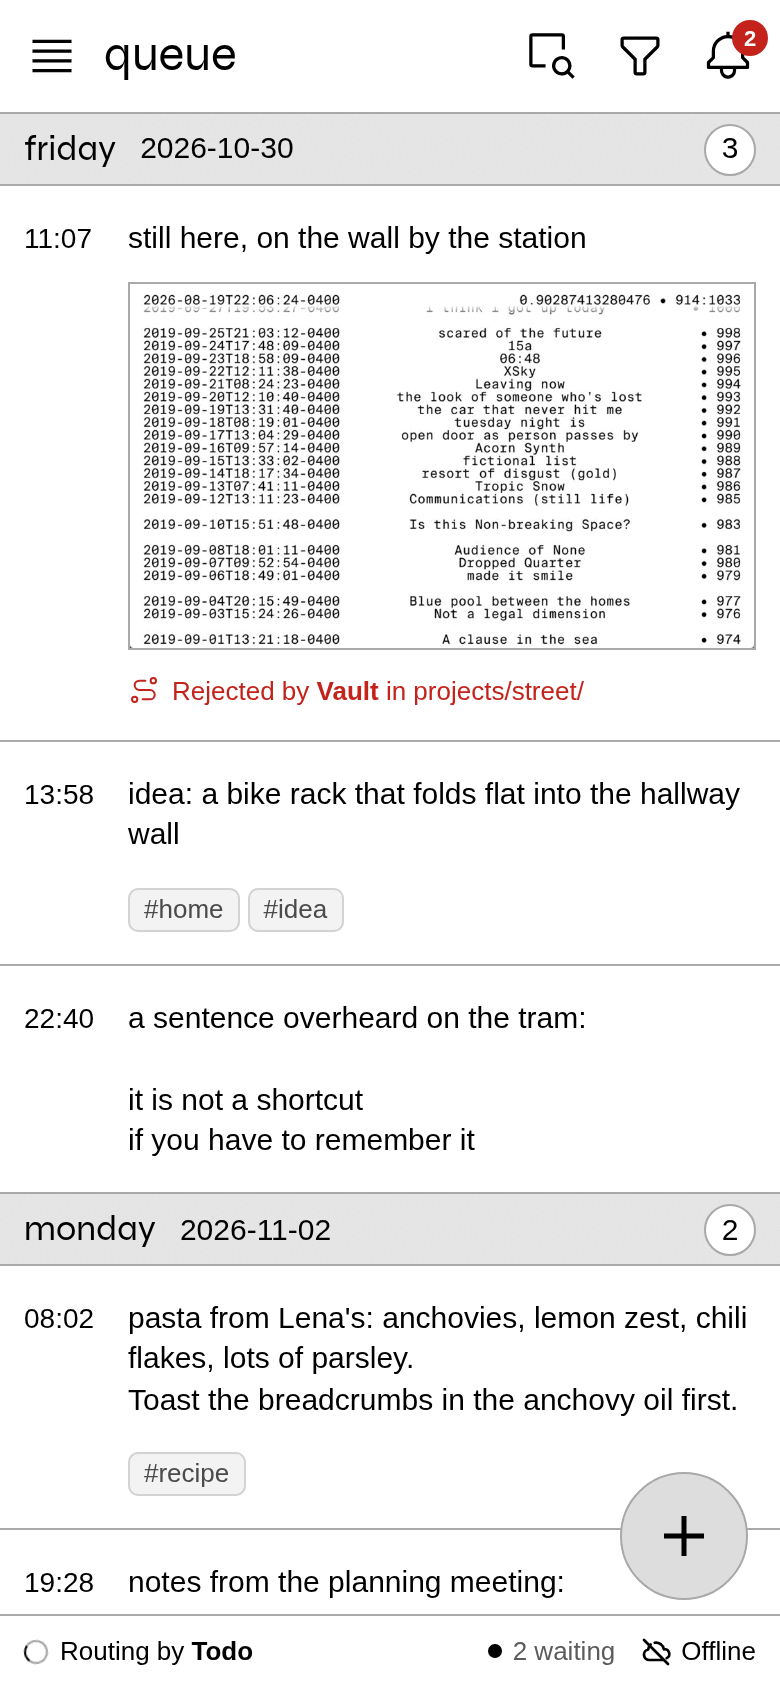 queue
2
friday 2026-10-30 3
11:07 still here, on the wall by the station
2026-08-19T22:06:24-0400 0.90287413280476 • 914:1033
i think i got up today
2019-09-25T21:03:12-0400 scared of the future • 998
2019-09-24T17:48:09-0400 15a • 997
2019-09-23T18:58:09-0400 06:48 • 996
2019-09-22T12:11:38-0400 XSky • 995
2019-09-21T08:24:23-0400 Leaving now • 994
2019-09-20T12:10:40-0400 the look of someone who's lost • 993
2019-09-19T13:31:40-0400 the car that never hit me • 992
2019-09-18T08:19:01-0400 tuesday night is • 991
2019-09-17T13:04:29-0400 open door as person passes by • 990
2019-09-16T09:57:14-0400 Acorn Synth • 989
2019-09-15T13:33:02-0400 fictional list • 988
2019-09-14T18:17:34-0400 resort of disgust (gold) • 987
2019-09-13T07:41:11-0400 Tropic Snow • 986
2019-09-12T13:11:23-0400 Communications (still life) • 985
2019-09-10T15:51:48-0400 Is this Non-breaking Space? • 983
2019-09-08T18:01:11-0400 Audience of None • 981
2019-09-07T09:52:54-0400 Dropped Quarter • 980
2019-09-06T18:49:01-0400 made it smile • 979
2019-09-04T20:15:49-0400 Blue pool between the homes • 977
2019-09-03T15:24:26-0400 Not a legal dimension • 976
2019-09-01T13:21:18-0400 A clause in the sea • 974
Rejected by Vault in projects/street/
13:58 idea: a bike rack that folds flat into the hallway
wall
#home #idea
22:40 a sentence overheard on the tram:
it is not a shortcut
if you have to remember it
monday 2026-11-02 2
08:02 pasta from Lena's: anchovies, lemon zest, chili
flakes, lots of parsley.
Toast the breadcrumbs in the anchovy oil first.
#recipe
19:28 notes from the planning meeting:
Routing by Todo • 2 waiting Offline